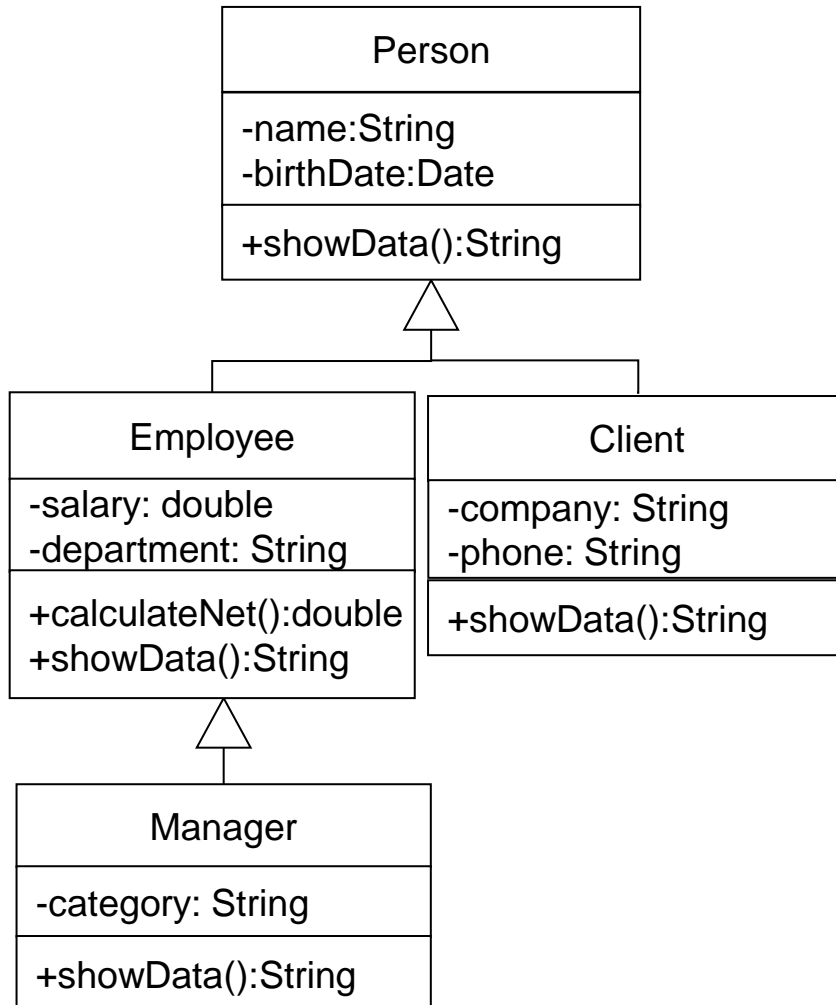 Person
-name:String
-birthDate:Date
+showData():String
Employee
-salary: double
-department: String
+calculateNet():double
+showData():String
Client
-company: String
-phone: String
+showData():String
Manager
-category: String
+showData():String